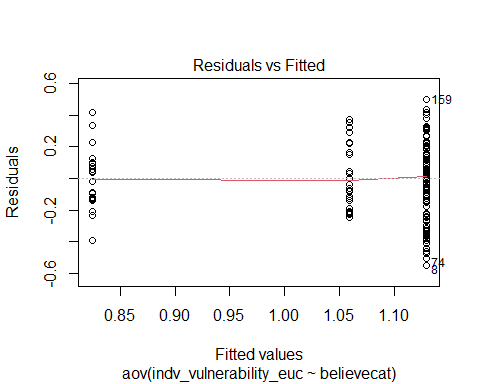 Residuals vs Fitted
0.6
0.2
-0.2
-0.6
Residuals
159
74
8
0.85 0.90 0.95 1.00 1.05 1.10
Fitted values
aov(indv_vulnerability_euc ~ believecat)